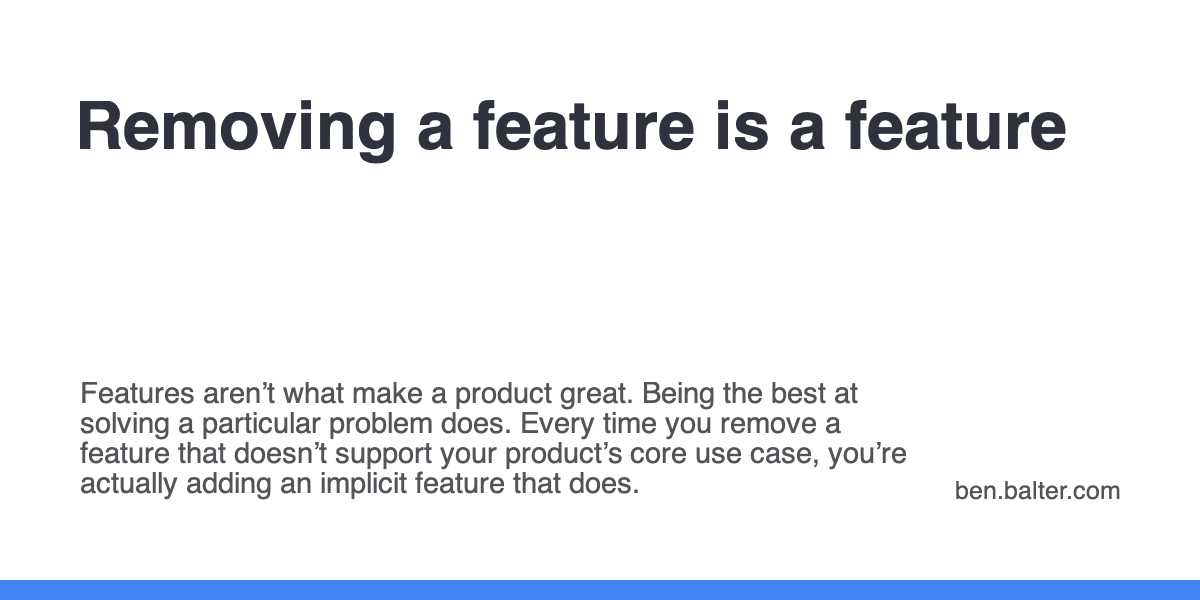 Removing a feature is a feature
Features aren’t what make a product great. Being the best at
solving a particular problem does. Every time you remove a
feature that doesn’t support your product’s core use case, you’re
actually adding an implicit feature that does.
ben.balter.com